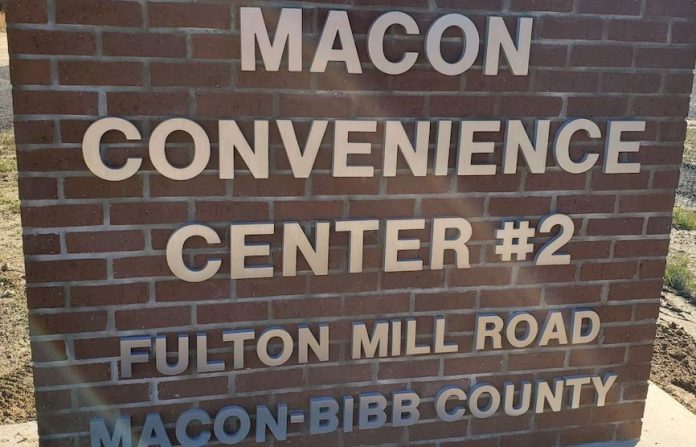 MACON
CONVENIENCE
CENTER #2
FULTON MILL ROAD
MACON-BIBB COUNTY